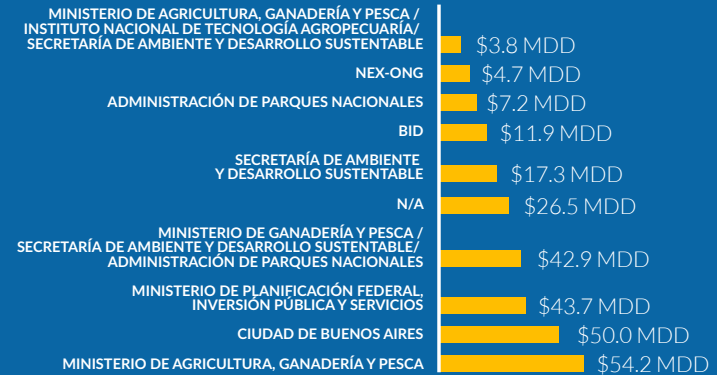 MINISTERIO DE AGRICULTURA, GANADERÍA Y PESCA /
INSTITUTO NACIONAL DE TECNOLOGÍA AGROPECUARÍA/
SECRETARÍA DE AMBIENTE Y DESARROLLO SUSTENTABLE
$3.8 MDD
NEX-ONG
$4.7 MDD
ADMINISTRACIÓN DE PARQUES NACIONALES
$7.2 MDD
BID
$11.9 MDD
SECRETARÍA DE AMBIENTE
Y DESARROLLO SUSTENTABLE
$17.3 MDD
N/A
$26.5 MDD
MINISTERIO DE GANADERÍA Y PESCA /
SECRETARÍA DE AMBIENTE Y DESARROLLO SUSTENTABLE/
ADMINISTRACIÓN DE PARQUES NACIONALES
$42.9 MDD
MINISTERIO DE PLANIFICACIÓN FEDERAL,
INVERSIÓN PÚBLICA Y SERVICIOS
$43.7 MDD
CIUDAD DE BUENOS AIRES
$50.0 MDD
MINISTERIO DE AGRICULTURA, GANADERÍA Y PESCA
$54.2 MDD